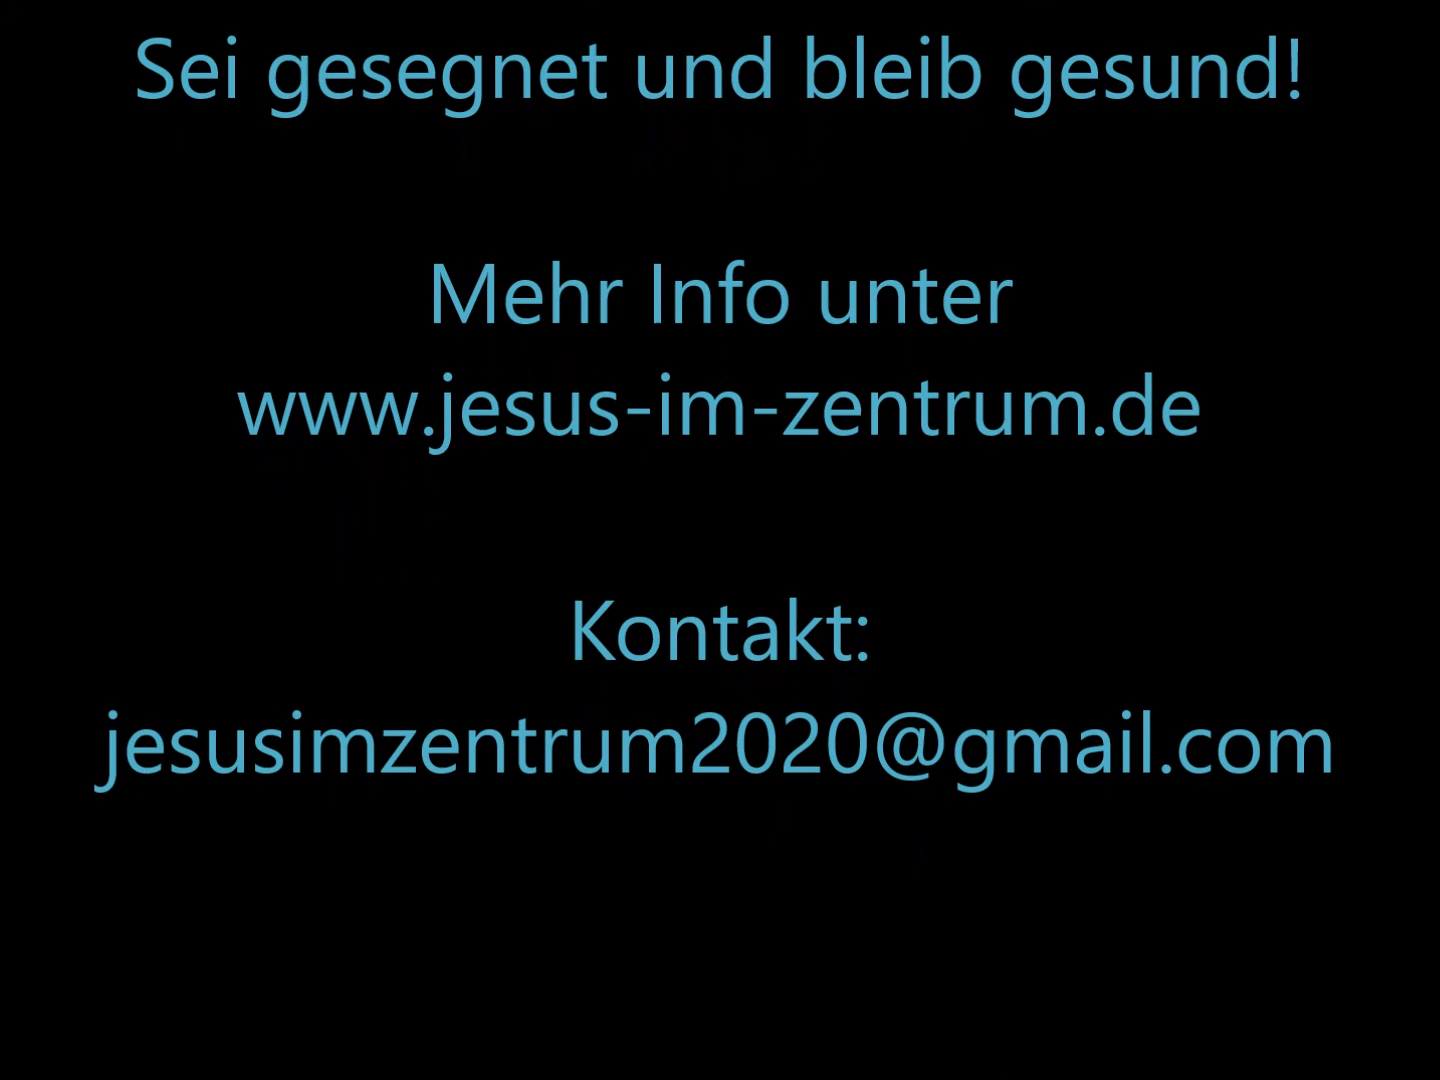 Sei gesegnet und bleib gesund!
Mehr Info unter
www.jesus-im-zentrum.de
Kontakt:
jesusimzentrum2020@gmail.com